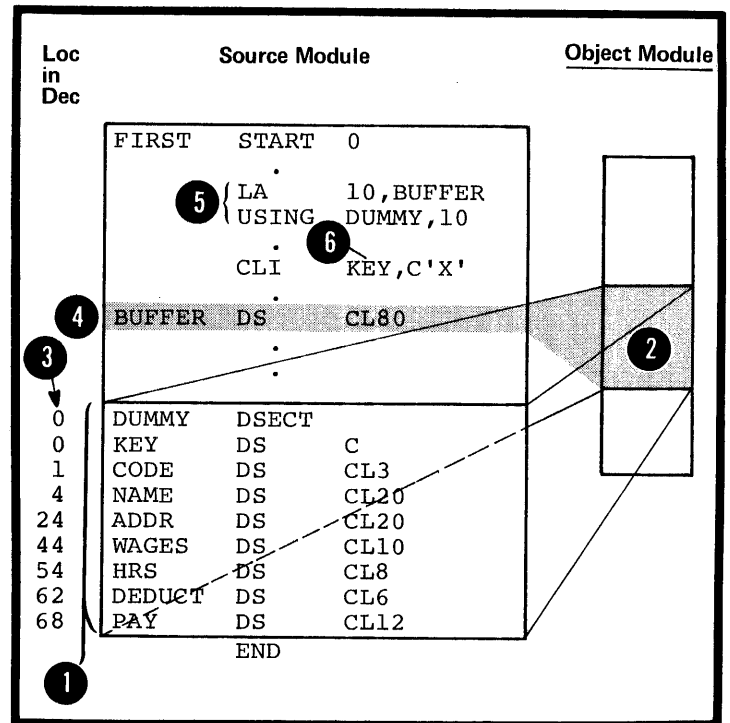 Loc in Dec
Source Module
Object Module
FIRST START 0
.
5 { LA 10,BUFFER
USING DUMMY,10
. 6
CLI KEY,C'X'
.
4 BUFFER DS CL80
2
.
3 .
0 DUMMY DSECT
0 KEY DS C
1 CODE DS CL3
4 NAME DS CL20
24 ADDR DS CL20
44 WAGES DS CL10
54 HRS DS CL8
62 DEDUCT DS CL6
68 PAY DS CL12
END
1